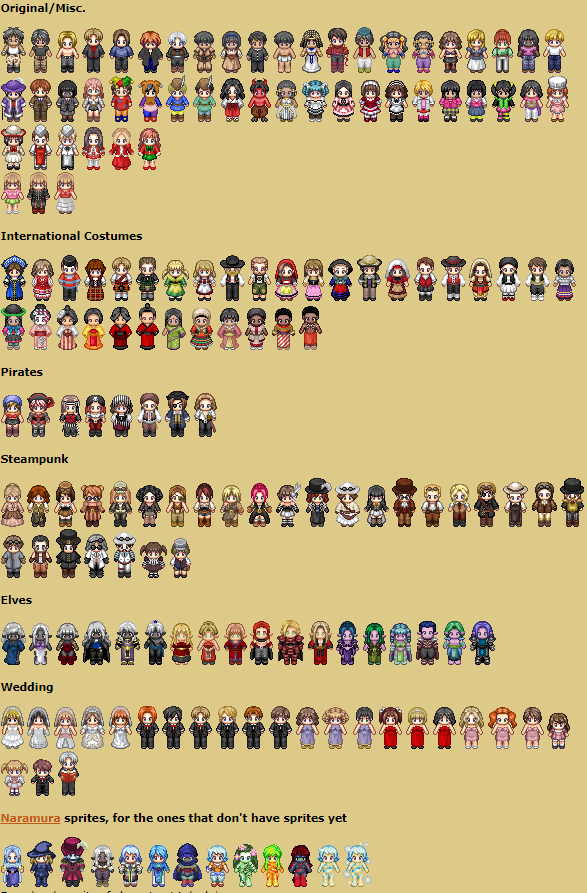 Original/Misc.
International Costumes
Pirates
Steampunk
Elves
Wedding
Naramura sprites, for the ones that don't have sprites yet